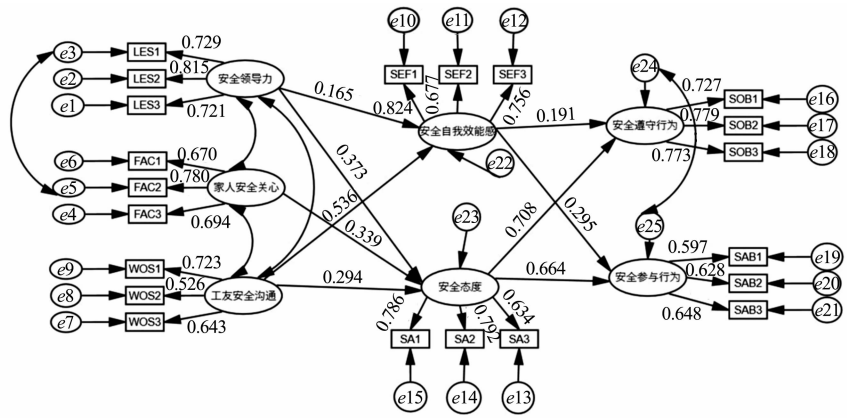 e10
e11
e12
e3
LES1
0.729
e2
LES2
0.815
安全领导力
e1
LES3
0.721
SEF1
SEF2
SEF3
0.824
0.677
0.756
0.165
安全自我效能感
e22
0.191
e24
0.727
SOB1
e16
安全遵守行为
0.779
SOB2
e17
0.773
SOB3
e18
e6
FAC1
0.670
e5
FAC2
0.780
家人安全关心
e4
FAC3
0.694
0.373
0.536
0.339
e23
0.708
0.295
e25
e9
WOS1
0.723
e8
WOS2
0.526
工友安全沟通
e7
WOS3
0.643
0.294
安全态度
0.664
0.597
SAB1
e19
安全参与行为
0.628
SAB2
e20
0.648
SAB3
e21
0.786
0.792
0.634
SA1
SA2
SA3
e15
e14
e13